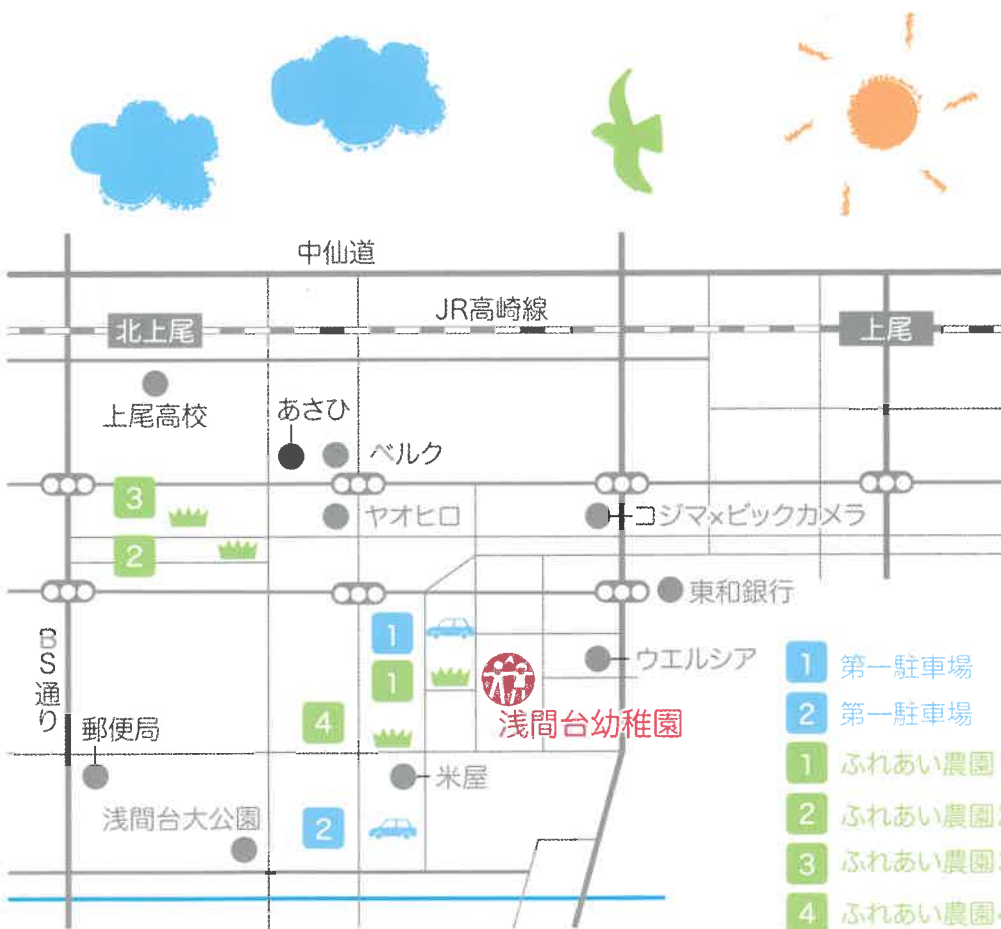 中仙道
JR高崎線
北上尾
上尾
上尾高校
あさひ
ベルク
3
ヤオヒロ
コジマ×ビックカメラ
2
東和銀行
BS通り
1
ウエルシア
1
浅間台幼稚園
4
郵便局
米屋
浅間台大公園
2
1 第一駐車場
2 第一駐車場
1 ふれあい農園
2 ふれあい農園
3 ふれあい農園
4 ふれあい農園